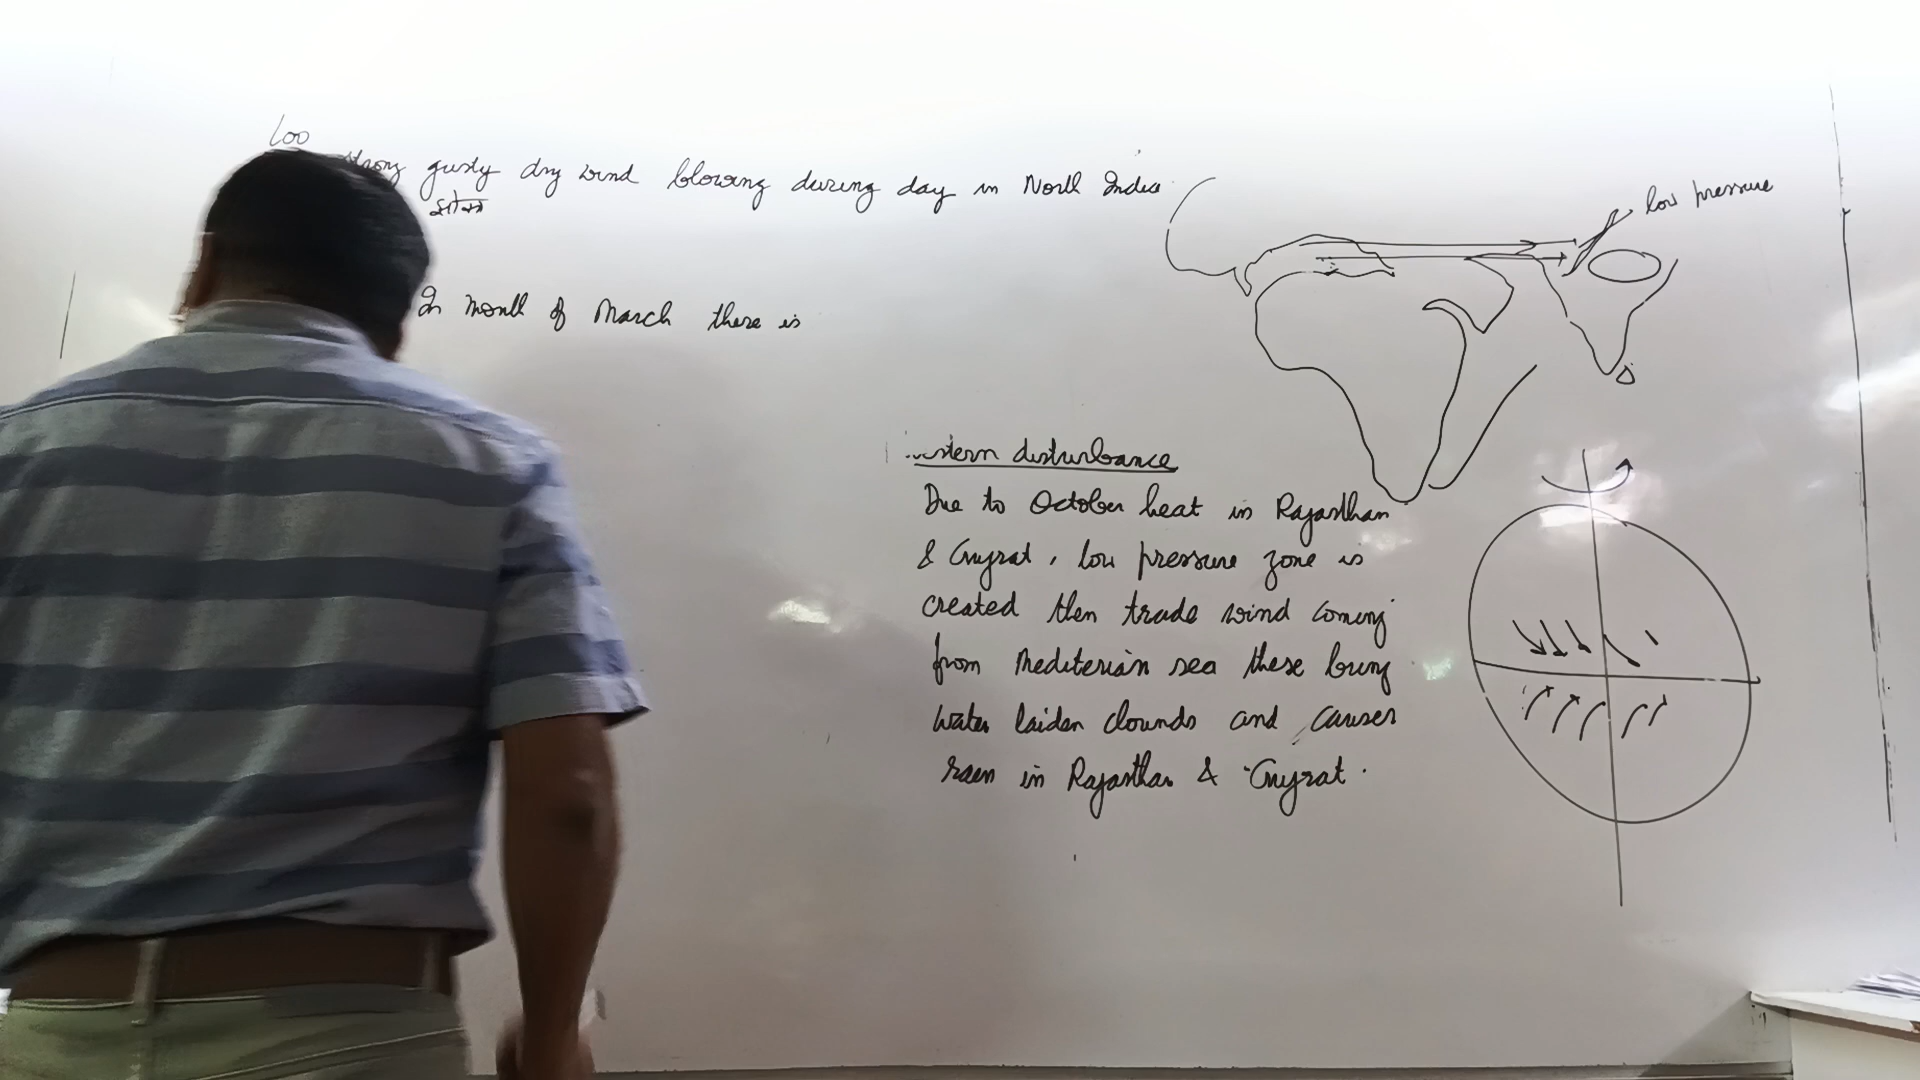 Loo
strong gusty dry wind blowing during day in North India
In month of March there is
low pressure
stern disturbance
Due to October heat in Rajasthan
& Gujrat, low pressure zone is
created then trade wind coming
from Mediterian sea these bring
water laiden clounds and causes
raen in Rajasthan & Gujrat.